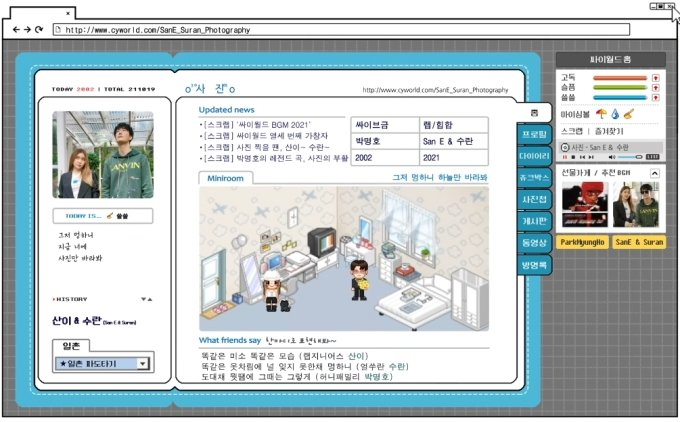 http://www.cyworld.com/SanE_Suran_Photography
TODAY 2002 | TOTAL 211019
TODAY IS... 쓸쓸
그저 멍하니
지금 너의
사진만 바라봐
HISTORY
산이 & 수란 (San E & Suran)
일촌
★일촌 파도타기
사 진
http://www.cyworld.com/SanE_Suran_Photography
Updated news
• [스크랩] '싸이월드 BGM 2021'
• [스크랩] 싸이월드 열세 번째 가창자
• [스크랩] 사진 찍을 땐, 산이~ 수란~
• [스크랩] 박명호의 레전드 곡, 사진의 부활
싸이브금 랩/힙합
박명호 San E & 수란
2002 2021
Miniroom
그저 멍하니 하늘만 바라봐
What friends say 한마디로 표현해봐~
똑같은 미소 똑같은 모습 (랩지니어스 산이)
똑같은 옷차림에 널 잊지 못한채 멍하니 (얼쑤란 수란)
도대체 뭣땜에 그때는 그렇게 (허니패밀리 박명호)
홈
프로필
다이어리
쥬크박스
사진첩
게시판
동영상
방명록
싸이월드 홈
고독
슬픔
쓸쓸
마이심볼
스크랩 | 즐겨찾기
사진 - San E & 수란
선물가게 / 추천 BGM
ParkMyungHo
SanE & Suran